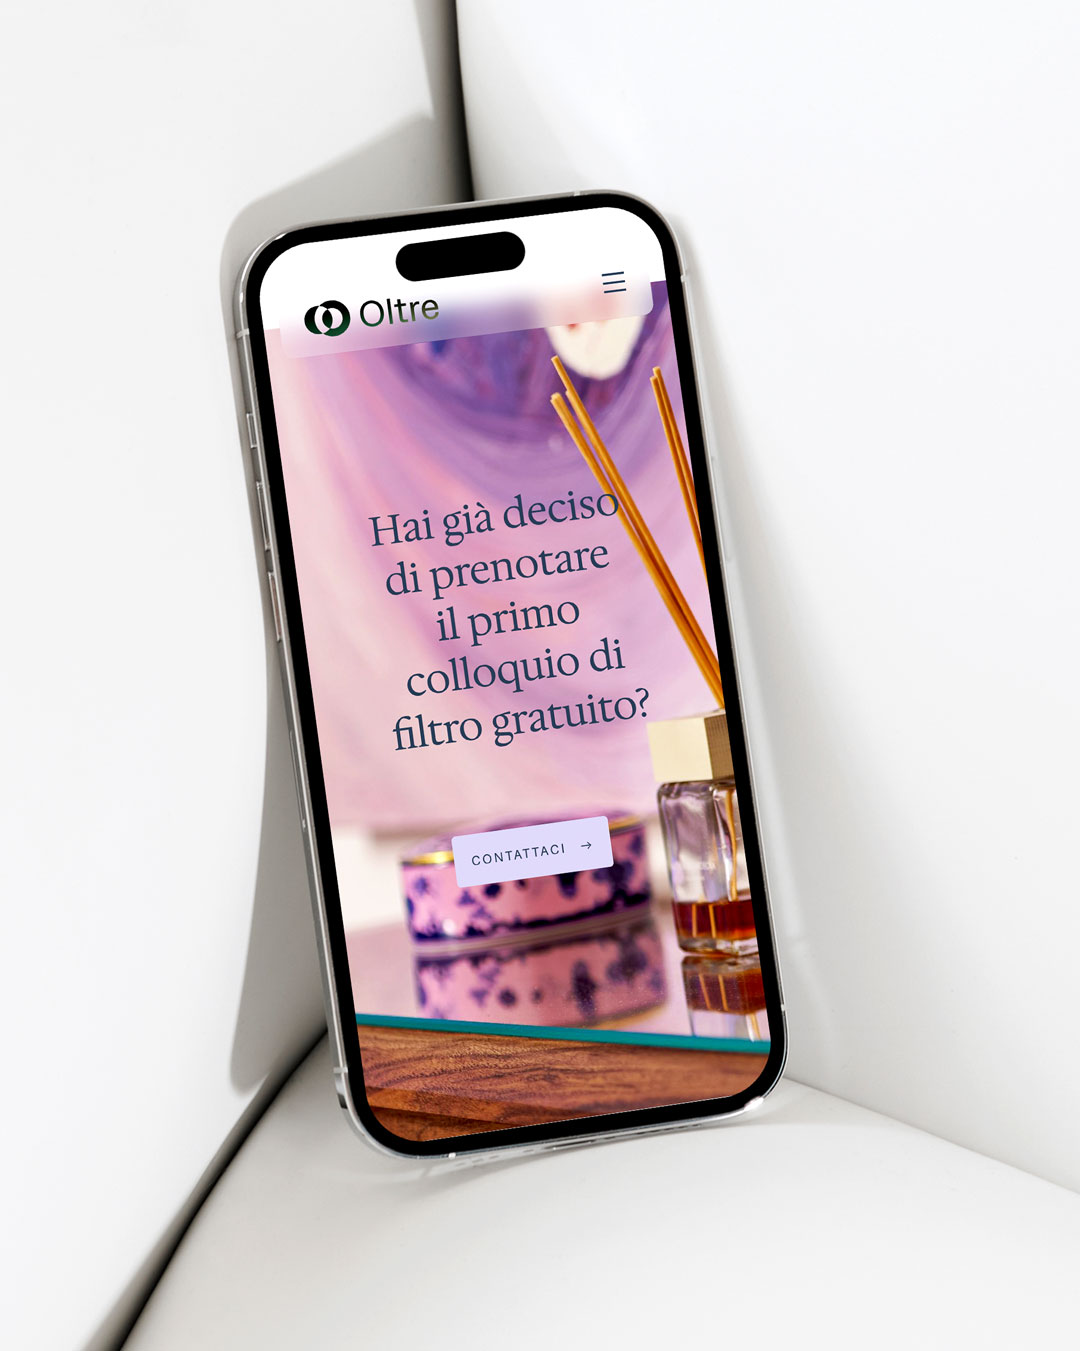 Oltre
Hai già deciso
di prenotare
il primo
colloquio di
filtro gratuito?
CONTATTACI →